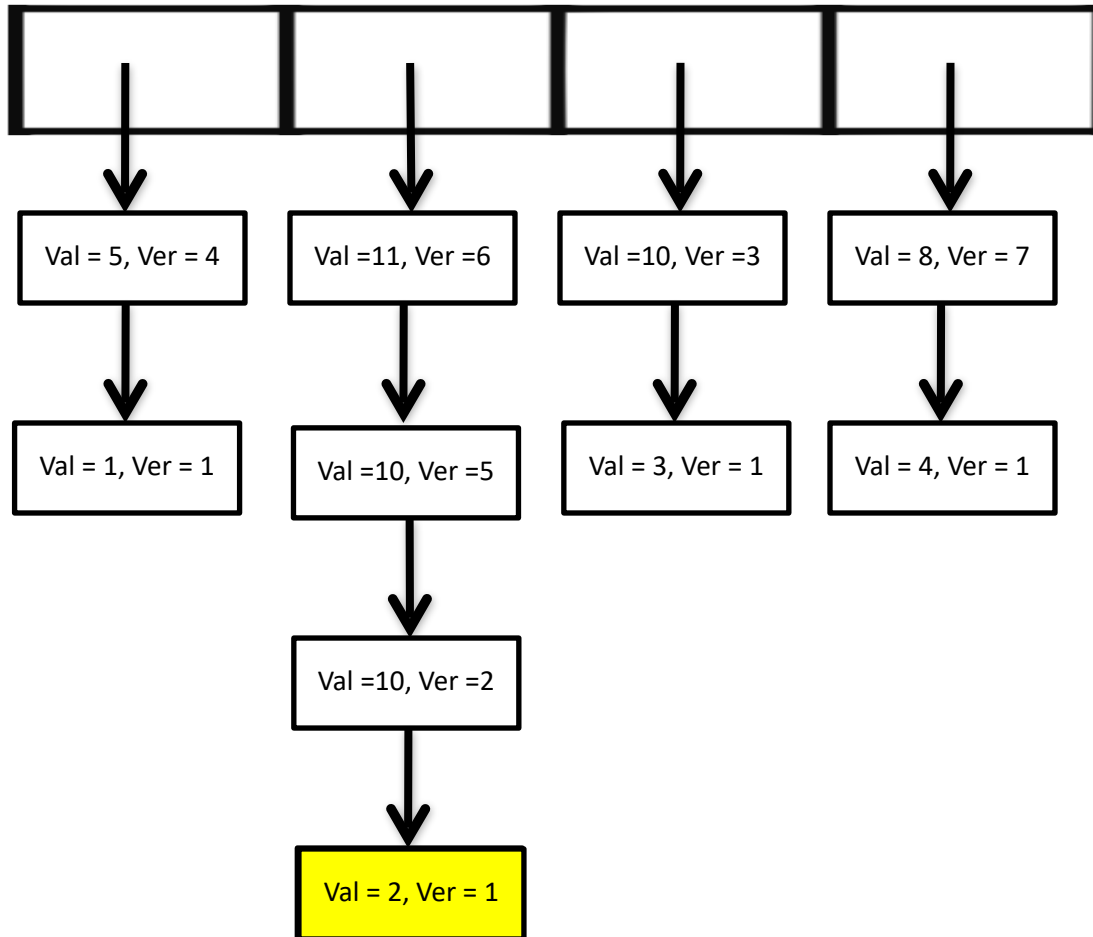 Val = 5, Ver = 4
Val =11, Ver =6
Val =10, Ver =3
Val = 8, Ver = 7
Val = 1, Ver = 1
Val =10, Ver =5
Val = 3, Ver = 1
Val = 4, Ver = 1
Val =10, Ver =2
Val = 2, Ver = 1